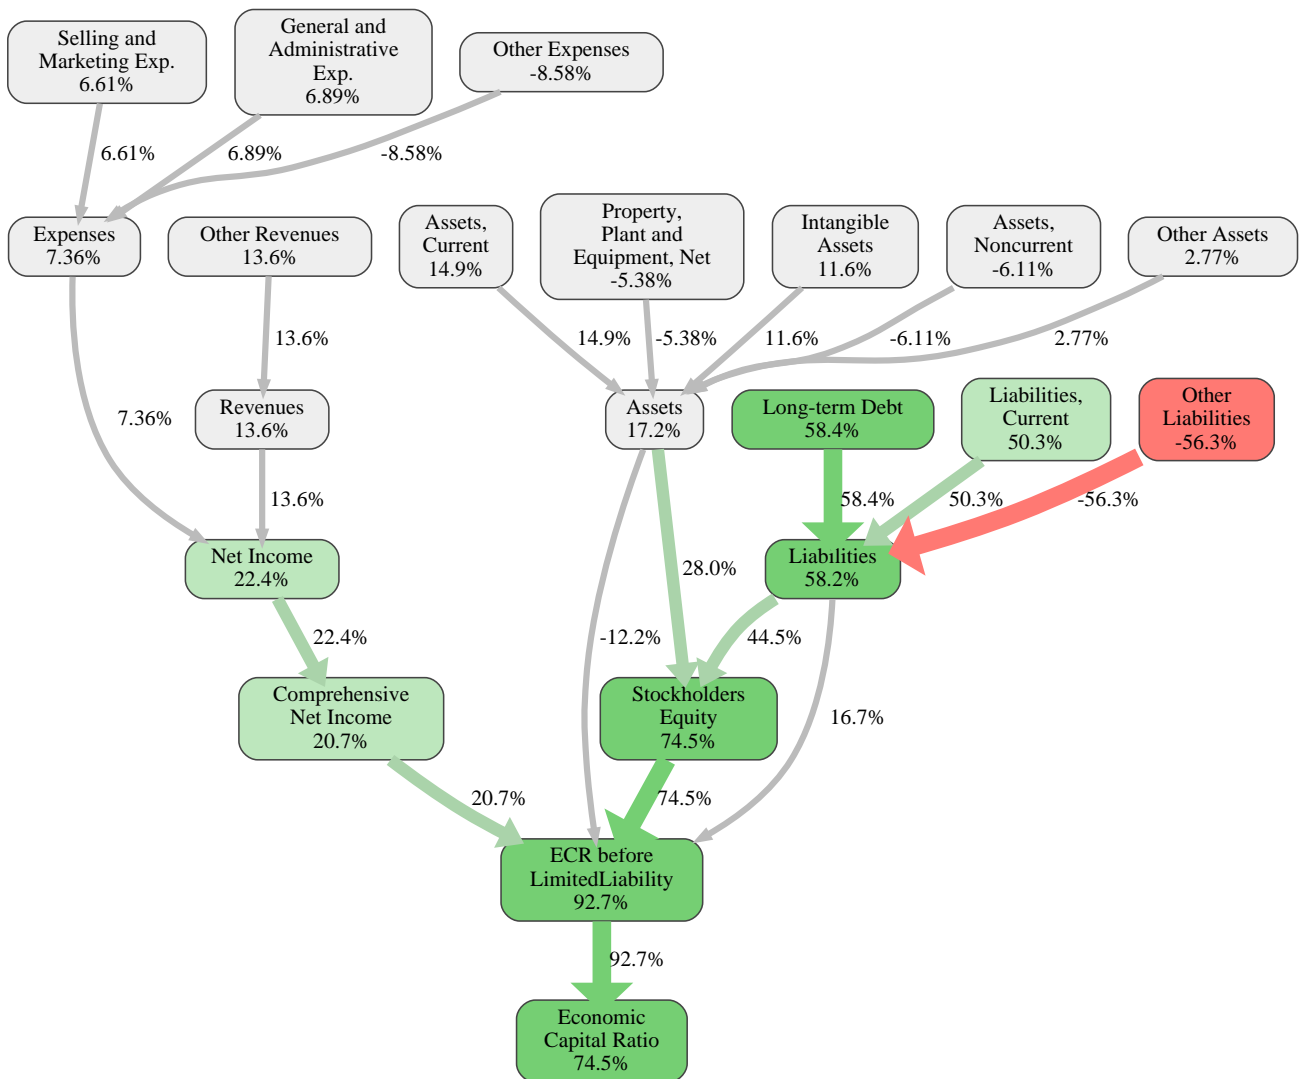 Selling and
Marketing Exp.
6.61%
General and
Administrative
Exp.
6.89%
Other Expenses
-8.58%
6.61%
6.89%
-8.58%
Expenses
7.36%
Other Revenues
13.6%
Assets,
Current
14.9%
Property,
Plant and
Equipment, Net
-5.38%
Intangible
Assets
11.6%
Assets,
Noncurrent
-6.11%
Other Assets
2.77%
13.6%
14.9%
-5.38%
11.6%
-6.11%
2.77%
7.36%
Revenues
13.6%
Assets
17.2%
Long-term Debt
58.4%
Liabilities,
Current
50.3%
Other
Liabilities
-56.3%
13.6%
58.4%
50.3%
-56.3%
Net Income
22.4%
28.0%
Liabilities
58.2%
22.4%
-12.2%
44.5%
16.7%
Comprehensive
Net Income
20.7%
Stockholders
Equity
74.5%
20.7%
74.5%
ECR before
LimitedLiability
92.7%
92.7%
Economic
Capital Ratio
74.5%